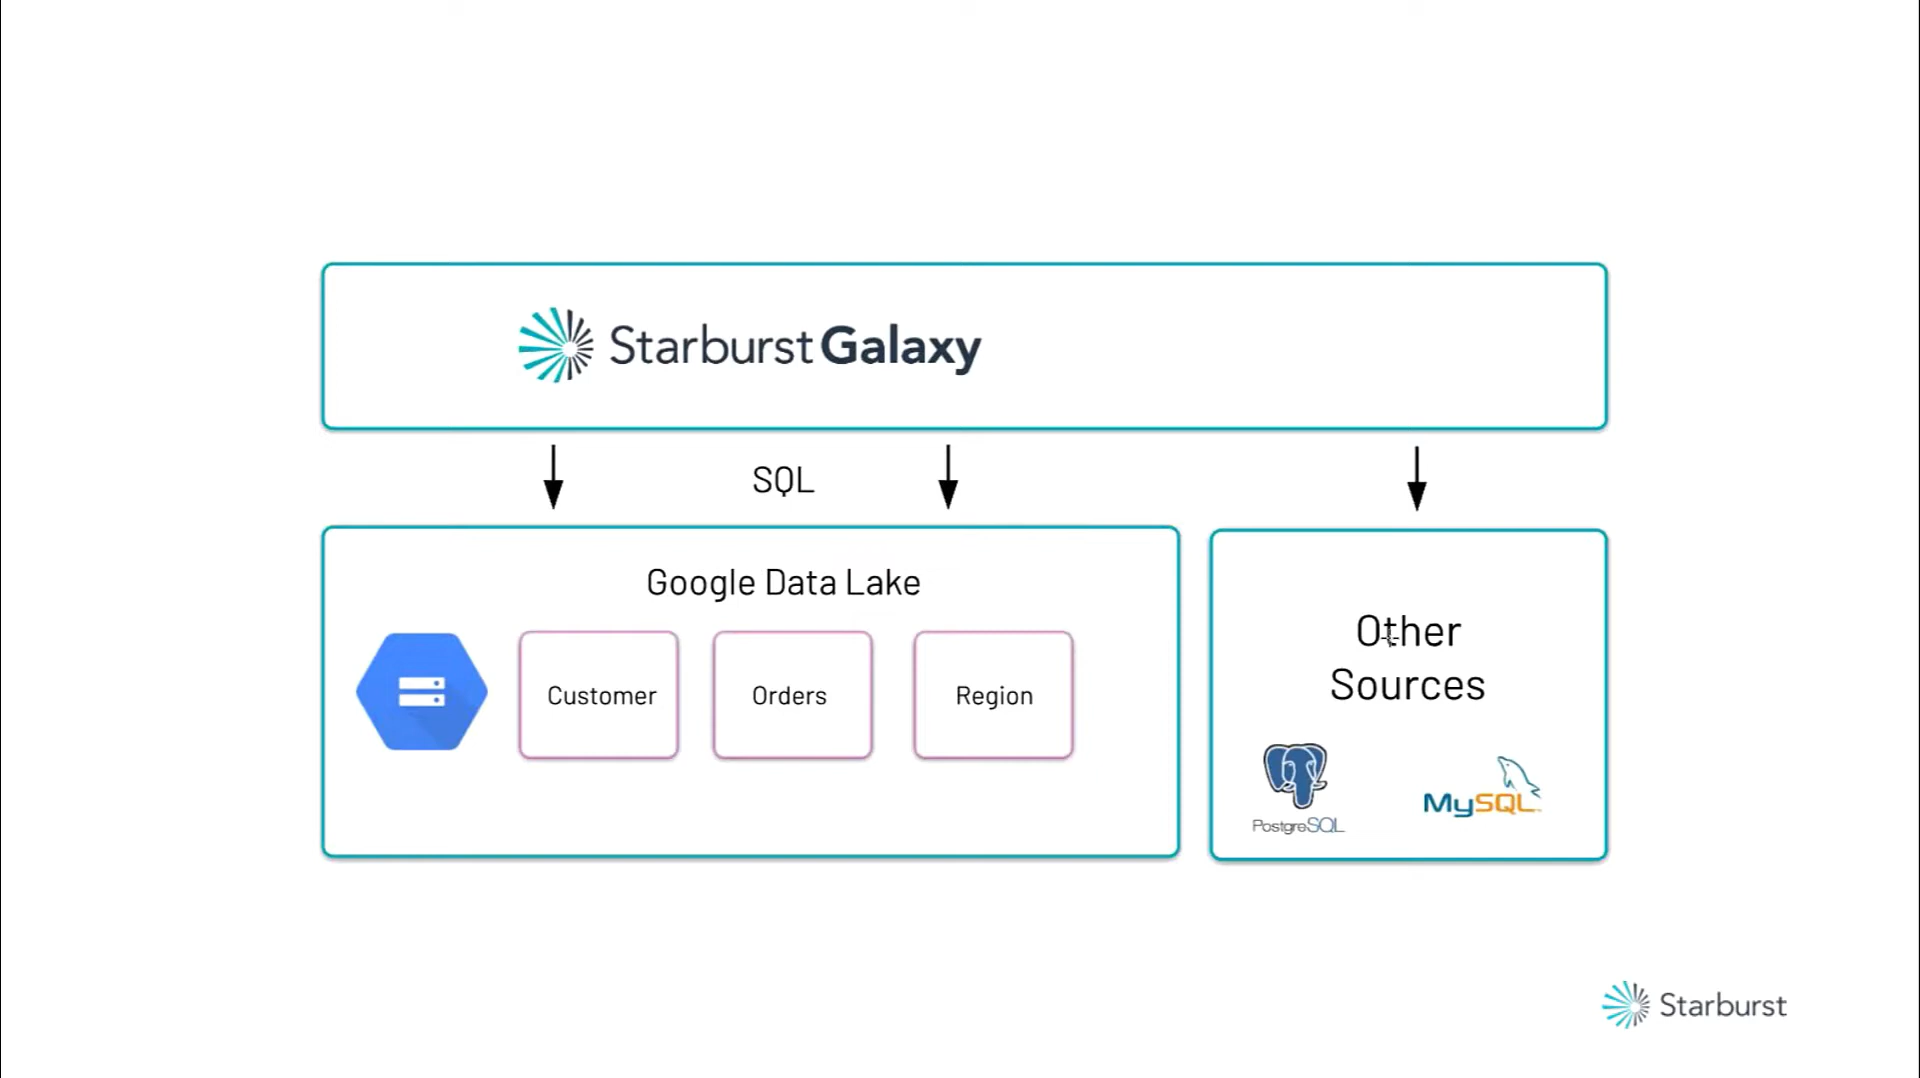 Starburst Galaxy
SQL
Google Data Lake
Customer
Orders
Region
Other
Sources
PostgreSQL
MySQL
Starburst